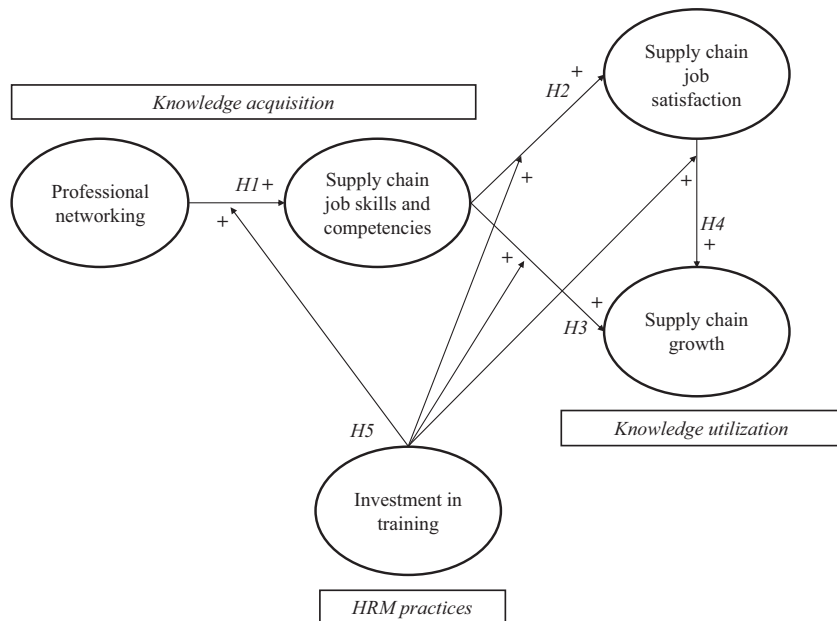 Supply chain
job
satisfaction
+
H2
Knowledge acquisition
Professional
networking
H1+
+
Supply chain
job skills and
competencies
+
+
H4
+
+
+
H3
Supply chain
growth
Knowledge utilization
H5
Investment in
training
HRM practices